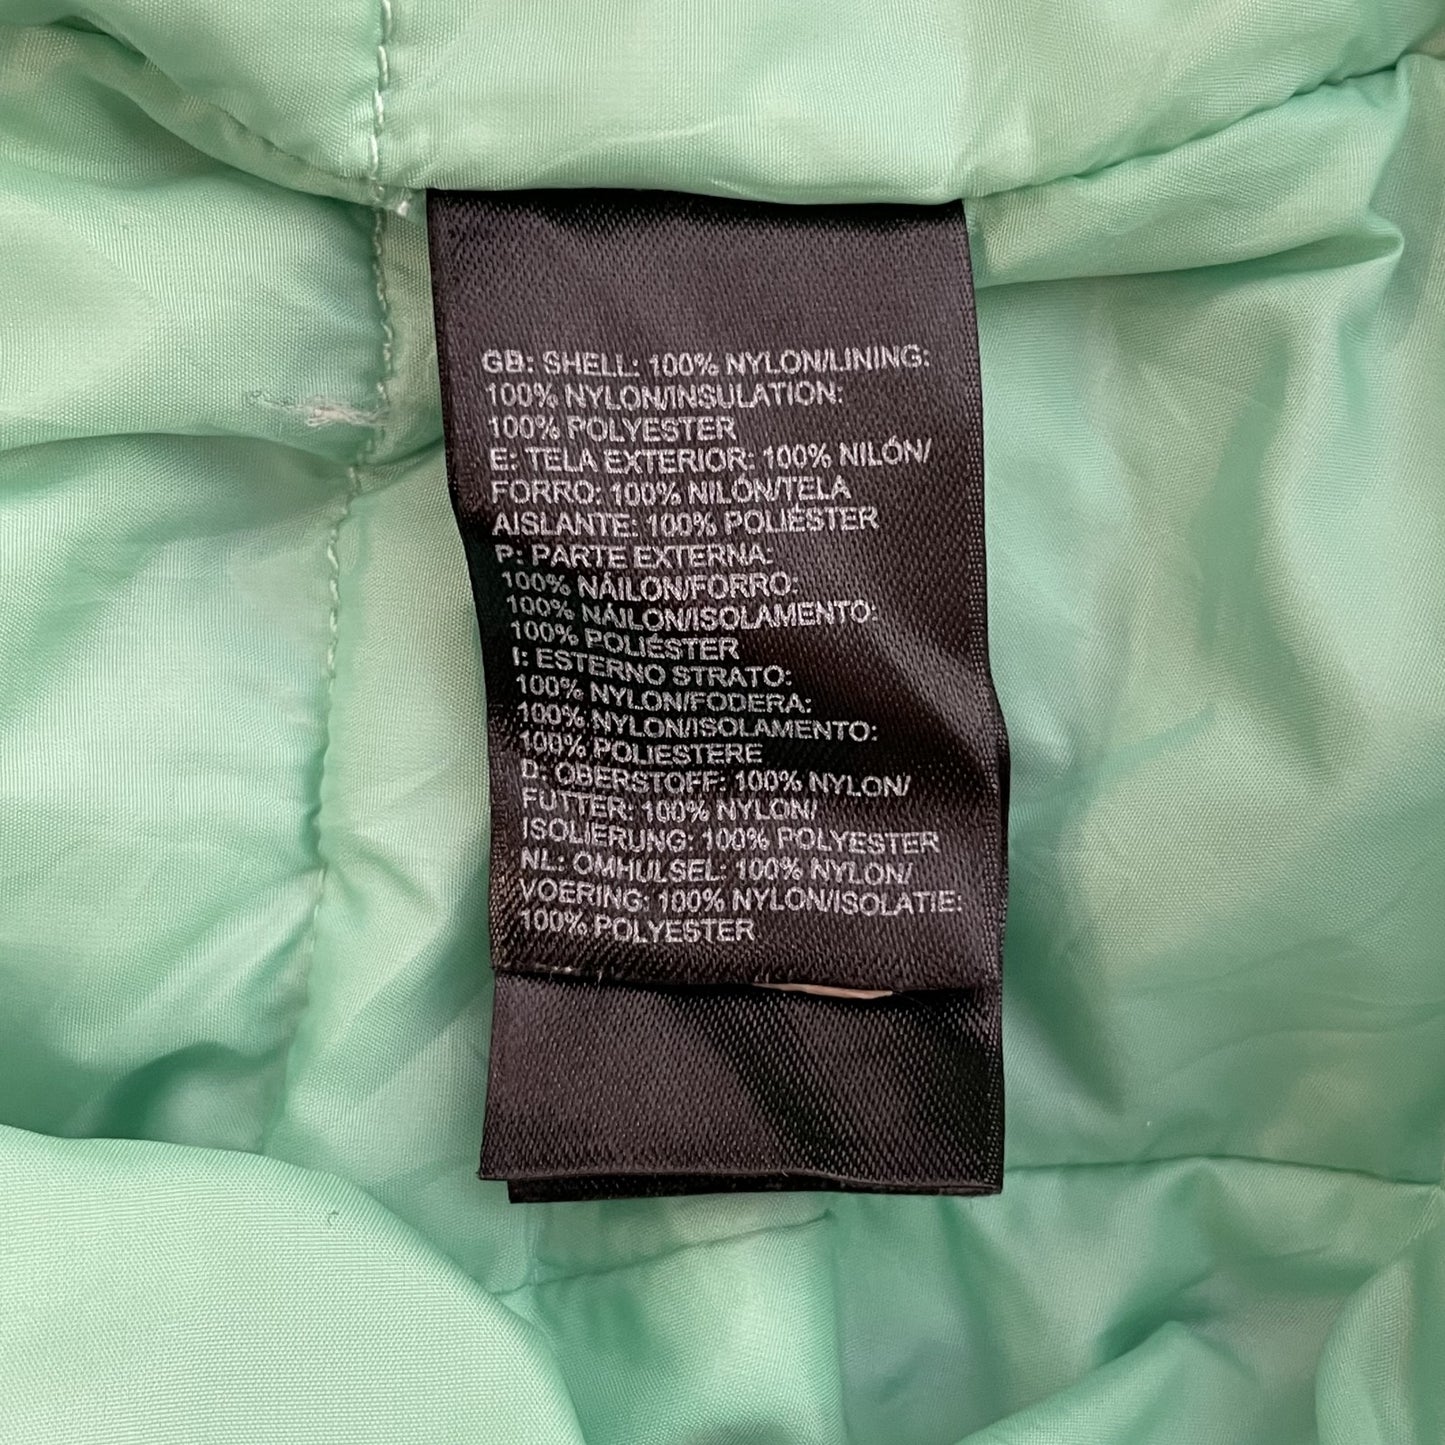 GB: SHELL: 100% NYLON/LINING:
100% NYLON/INSULATION:
100% POLYESTER
E: TELA EXTERIOR: 100% NILÓN/
FORRO: 100% NILÓN/TELA
AISLANTE: 100% POLIÉSTER
P: PARTE EXTERNA:
100% NÁILON/FORRO:
100% NÁILON/ISOLAMENTO:
100% POLIÉSTER
I: ESTERNO STRATO:
100% NYLON/FODERA:
100% NYLON/ISOLAMENTO:
100% POLIESTERE
D: OBERSTOFF: 100% NYLON/
FUTTER: 100% NYLON/
ISOLIERUNG: 100% POLYESTER
NL: OMHULSEL: 100% NYLON/
VOERING: 100% NYLON/ISOLATIE:
100% POLYESTER